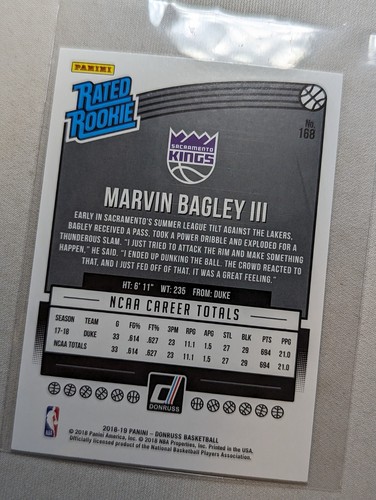 PANINI
RATED
ROOKIE
No.
168
SACRAMENTO
KINGS
MARVIN BAGLEY III
EARLY IN SACRAMENTO'S SUMMER LEAGUE TILT AGAINST THE LAKERS,
BAGLEY RECEIVED A PASS, TOOK A POWER DRIBBLE AND EXPLODED FOR A
THUNDEROUS SLAM. "I JUST TRIED TO ATTACK THE RIM AND MAKE SOMETHING
HAPPEN," HE SAID. "I ENDED UP DUNKING THE BALL. THE CROWD REACTED TO
THAT, AND I JUST FED OFF OF THAT. IT WAS A GREAT FEELING."
HT: 6' 11" WT: 235 FROM: DUKE
NCAA CAREER TOTALS
SEASON TEAM G FG% FT% 3PM RPG APG STL BLK PTS PPG
17-18 DUKE 33 .614 .627 23 11.1 1.5 27 29 694 21.0
NCAA TOTALS 33 .614 .627 23 11.1 1.5 27 29 694 21.0
DONRUSS
2018-19 PANINI – DONRUSS BASKETBALL
© 2018 Panini America, Inc. © 2018 NBA Properties, Inc. Printed in the USA.
Officially licensed product of the National Basketball Players Association.